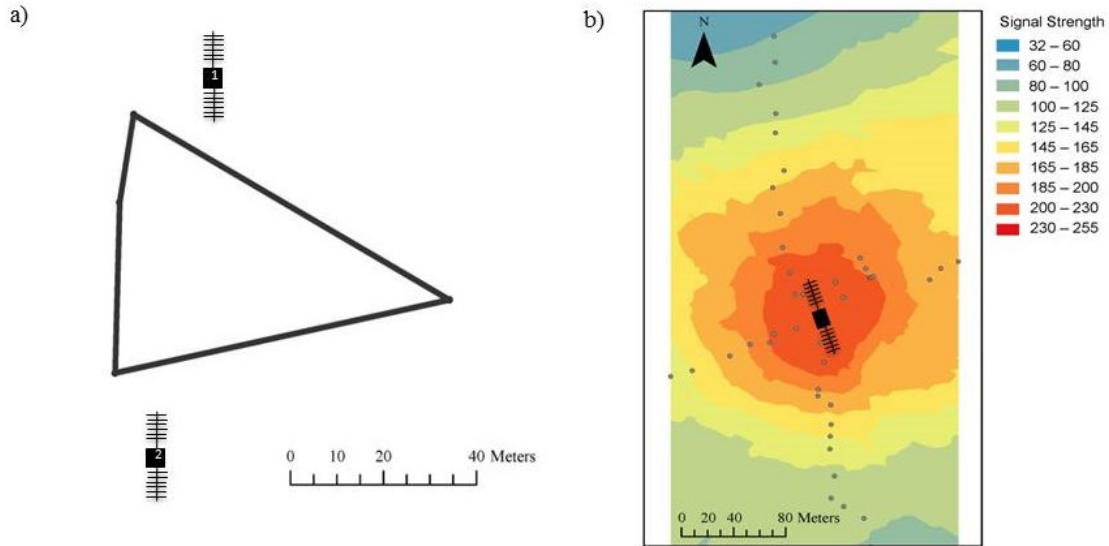 a)
1
2
0 10 20 40 Meters
b)
N
0 20 40 80 Meters
Signal Strength
32 – 60
60 – 80
80 – 100
100 – 125
125 – 145
145 – 165
165 – 185
185 – 200
200 – 230
230 – 255